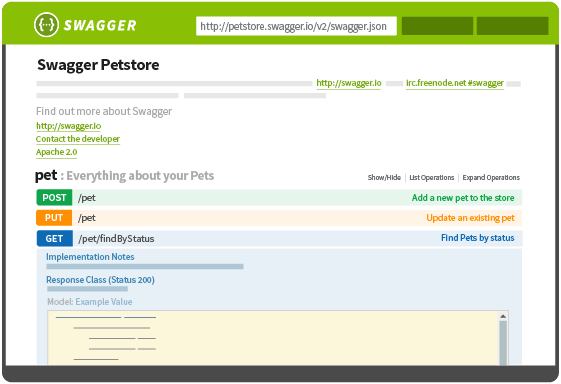 SWAGGER
http://petstore.swagger.io/v2/swagger.json
Swagger Petstore
http://swagger.io irc.freenode.net #swagger
Find out more about Swagger
http://swagger.io
Contact the developer
Apache 2.0
pet : Everything about your Pets Show/Hide List Operations Expand Operations
POST /pet Add a new pet to the store
PUT /pet Update an existing pet
GET /pet/findByStatus Find Pets by status
Implementation Notes
Response Class (Status 200)
Model: Example Value